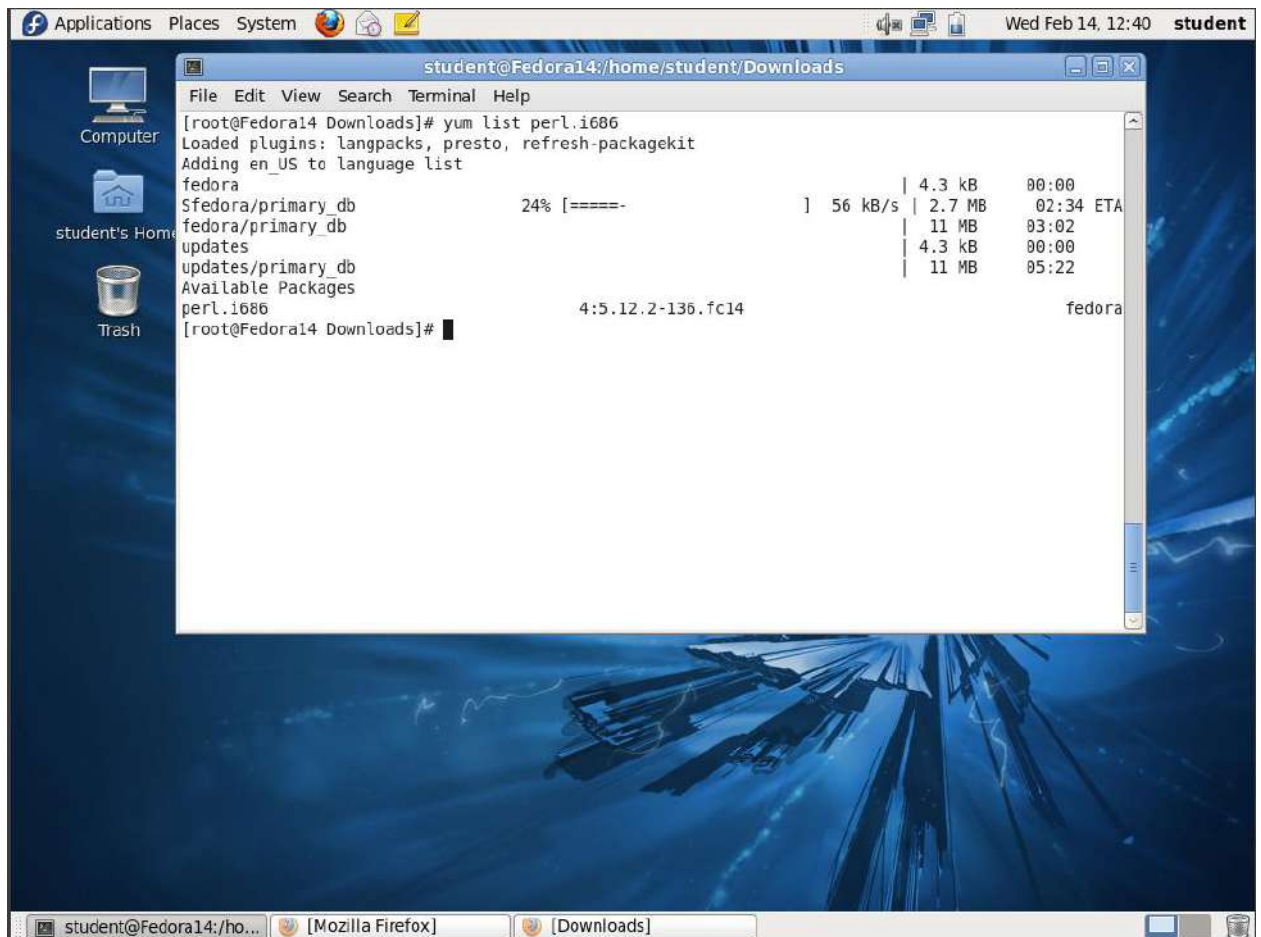 Applications Places System Wed Feb 14, 12:40 student
Computer
student's Home
Trash
student@Fedora14:/home/student/Downloads
File Edit View Search Terminal Help
[root@Fedora14 Downloads]# yum list perl.i686
Loaded plugins: langpacks, presto, refresh-packagekit
Adding en_US to language list
fedora | 4.3 kB 00:00
Sfedora/primary_db 24% [=====- ] 56 kB/s | 2.7 MB 02:34 ETA
fedora/primary_db | 11 MB 03:02
updates | 4.3 kB 00:00
updates/primary_db | 11 MB 05:22
Available Packages
perl.i686 4:5.12.2-136.fc14 fedora
[root@Fedora14 Downloads]#
student@Fedora14:/ho... [Mozilla Firefox] [Downloads]